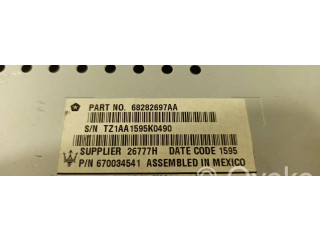 PART NO. 68282697AA
S/N TZ1AA1595K0490
SUPPLIER 26777H DATE CODE 1595
P/N 670034541 ASSEMBLED IN MEXICO